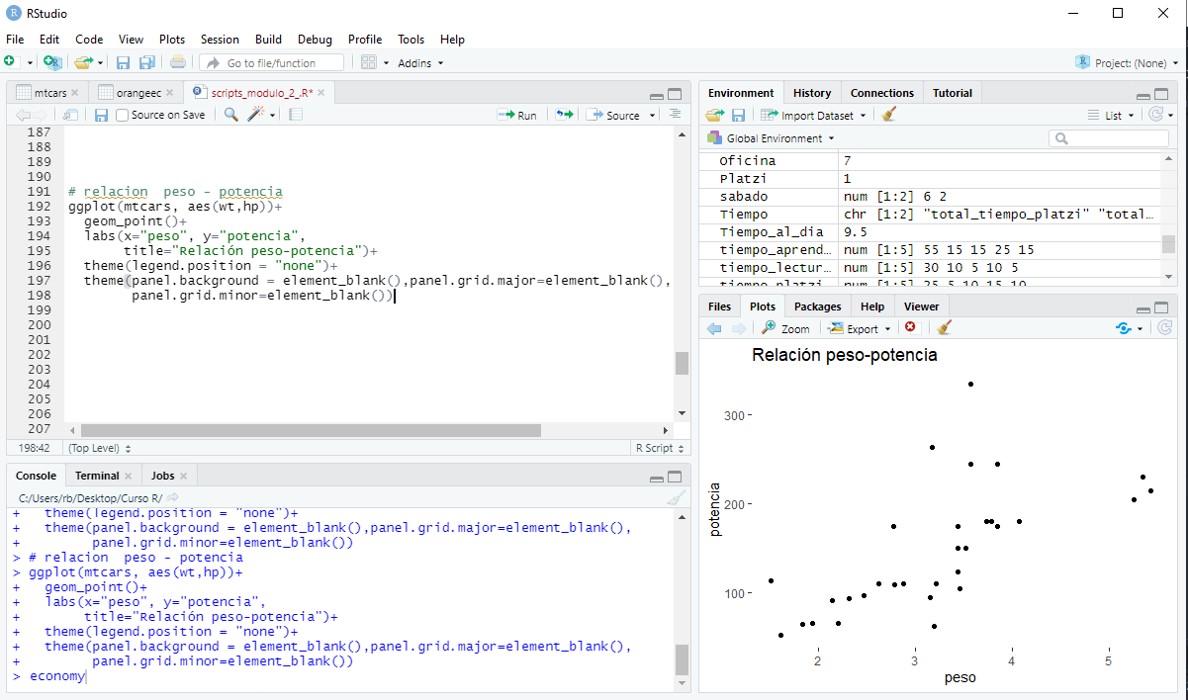 RStudio
File Edit Code View Plots Session Build Debug Profile Tools Help
Go to file/function Addins Project: (None)
mtcars orangeec scripts_modulo_2_.R*
Source on Save Run Source
187
188
189
190
191 # relacion  peso - potencia
192 ggplot(mtcars, aes(wt,hp))+
193   geom_point()+
194   labs(x="peso", y="potencia",
195        title="Relación peso-potencia")+
196   theme(legend.position = "none")+
197   theme(panel.background = element_blank(),panel.grid.major=element_blank(),
198         panel.grid.minor=element_blank())
199
200
201
202
203
204
205
206
207
198:42 (Top Level) R Script
Console Terminal Jobs
C:/Users/rb/Desktop/Curso R/
+   theme(legend.position = "none")+
+   theme(panel.background = element_blank(),panel.grid.major=element_blank(),
+         panel.grid.minor=element_blank())
> # relacion  peso - potencia
> ggplot(mtcars, aes(wt,hp))+
+   geom_point()+
+   labs(x="peso", y="potencia",
+        title="Relación peso-potencia")+
+   theme(legend.position = "none")+
+   theme(panel.background = element_blank(),panel.grid.major=element_blank(),
+         panel.grid.minor=element_blank())
> economy
Environment History Connections Tutorial
Import Dataset List
Global Environment
Oficina 7
Platzi 1
sabado num [1:2] 6 2
Tiempo chr [1:2] "total_tiempo_platzi" "total…
Tiempo_al_dia 9.5
tiempo_aprend… num [1:5] 55 15 15 25 15
tiempo_lectur… num [1:5] 30 10 5 10 5
tiempo_platzi num [1:5] 25 5 10 15 10
Files Plots Packages Help Viewer
Zoom Export
Relación peso-potencia
300
200
100
potencia
2 3 4 5
peso